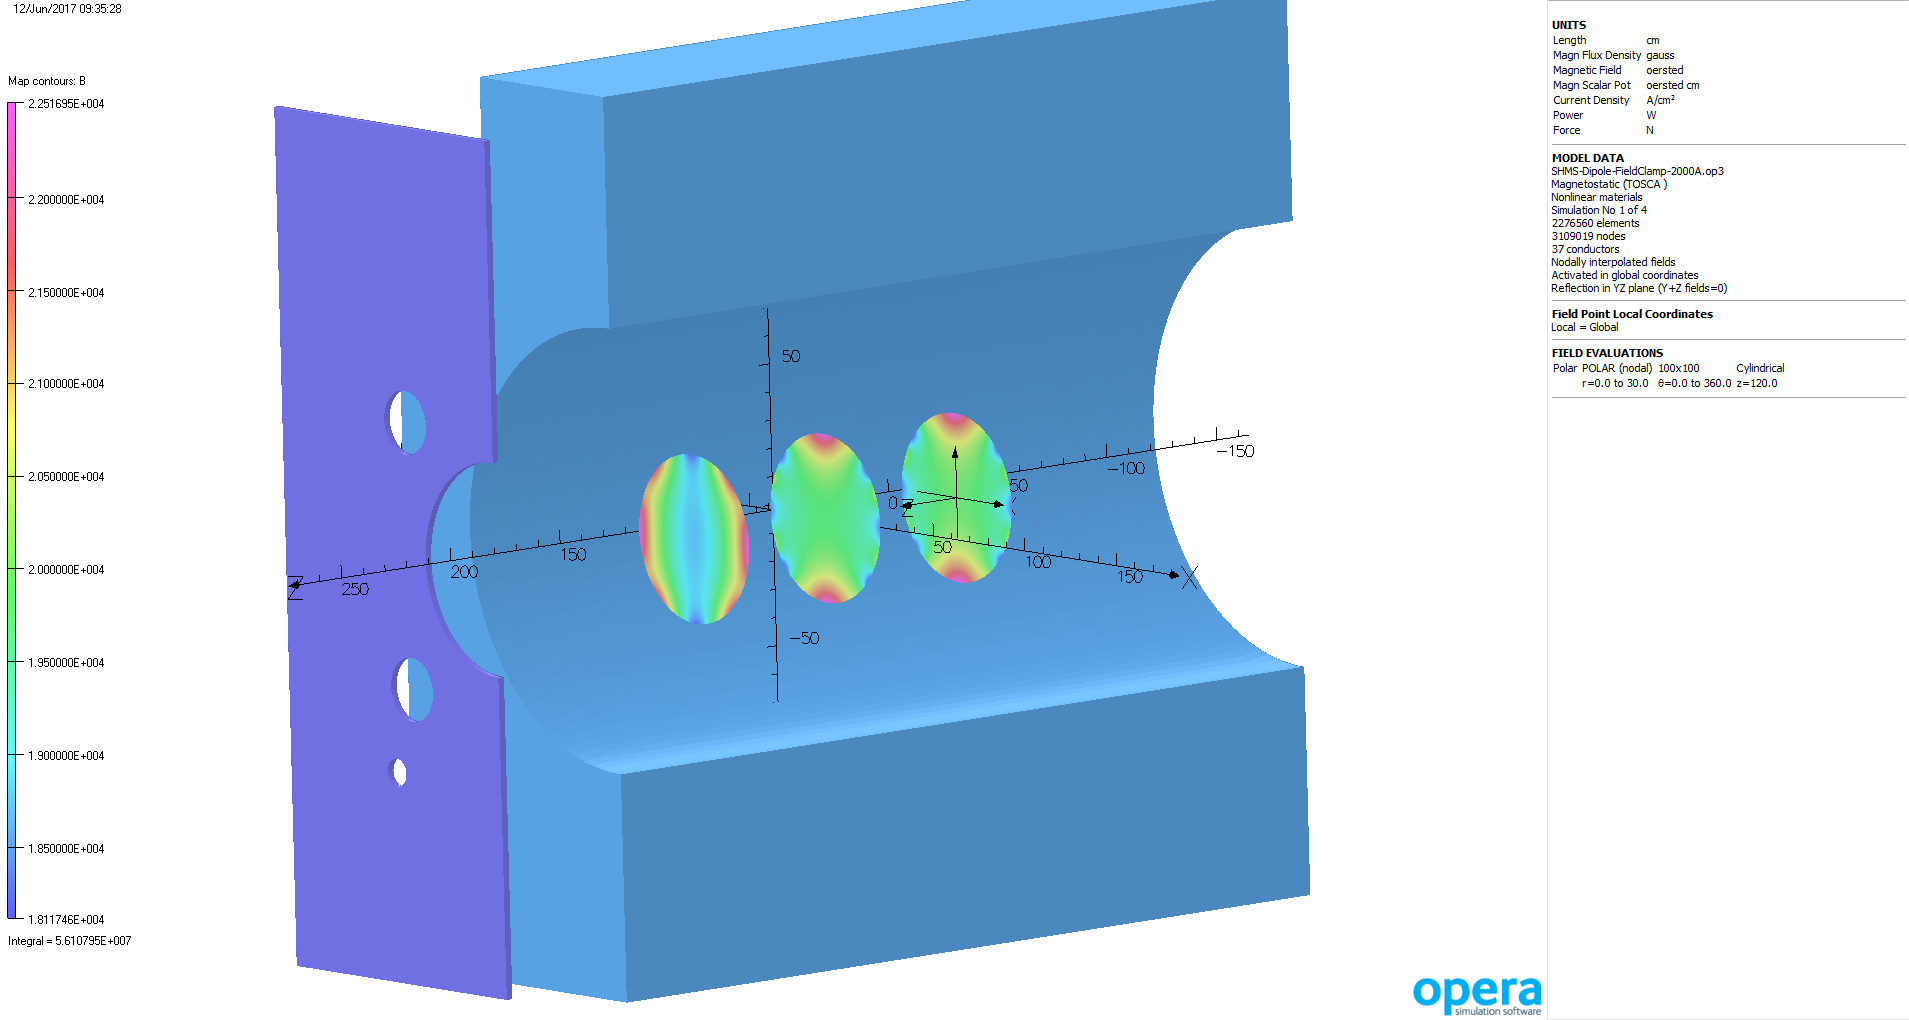 12/Jun/2017 09:35:28
Map contours: B
2.251695E+004
2.200000E+004
2.150000E+004
2.100000E+004
2.050000E+004
2.000000E+004
1.950000E+004
1.900000E+004
1.850000E+004
1.811746E+004
Integral = 5.610795E+007
50
-50
Z
250
200
150
0
Z
50
50
100
150
X
-100
-150
UNITS
Length cm
Magn Flux Density gauss
Magnetic Field oersted
Magn Scalar Pot oersted cm
Current Density A/cm²
Power W
Force N
MODEL DATA
SHMS-Dipole-FieldClamp-2000A.op3
Magnetostatic (TOSCA )
Nonlinear materials
Simulation No 1 of 4
2276560 elements
3109019 nodes
37 conductors
Nodally interpolated fields
Activated in global coordinates
Reflection in YZ plane (Y+Z fields=0)
Field Point Local Coordinates
Local = Global
FIELD EVALUATIONS
Polar POLAR (nodal) 100x100 Cylindrical
r=0.0 to 30.0 θ=0.0 to 360.0 z=120.0
opera
simulation software